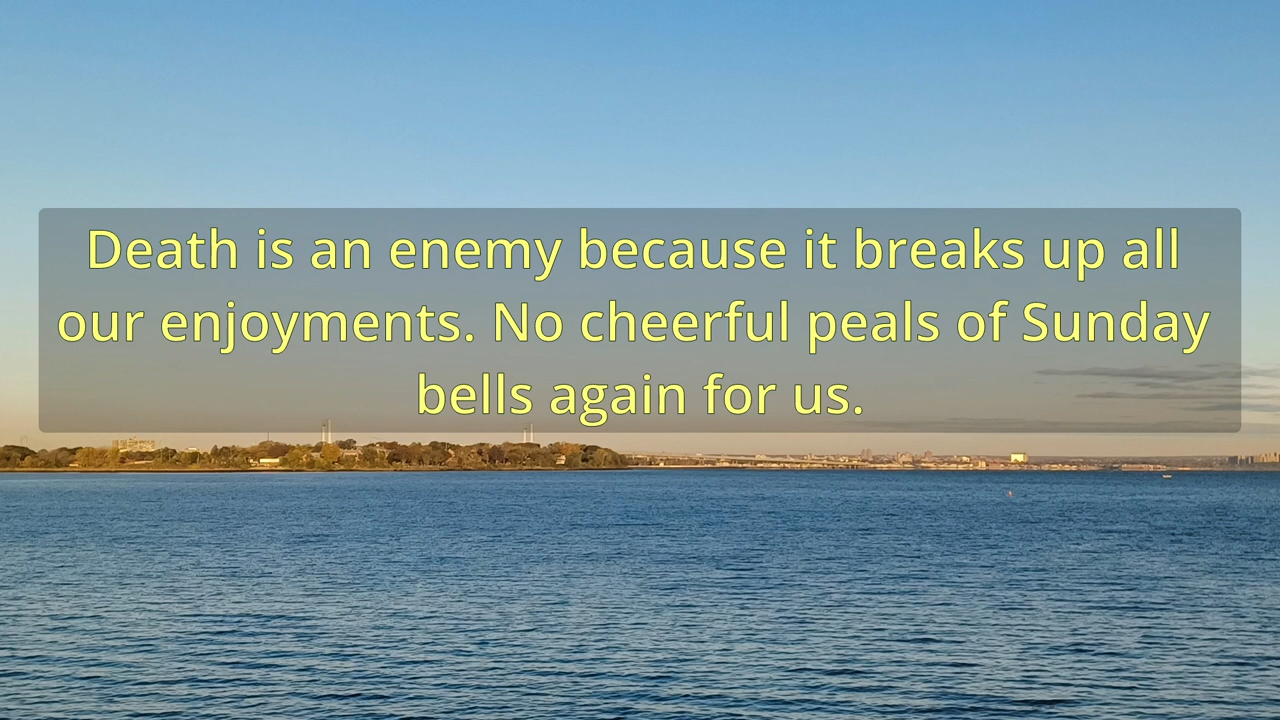 Death is an enemy because it breaks up all
our enjoyments. No cheerful peals of Sunday
bells again for us.